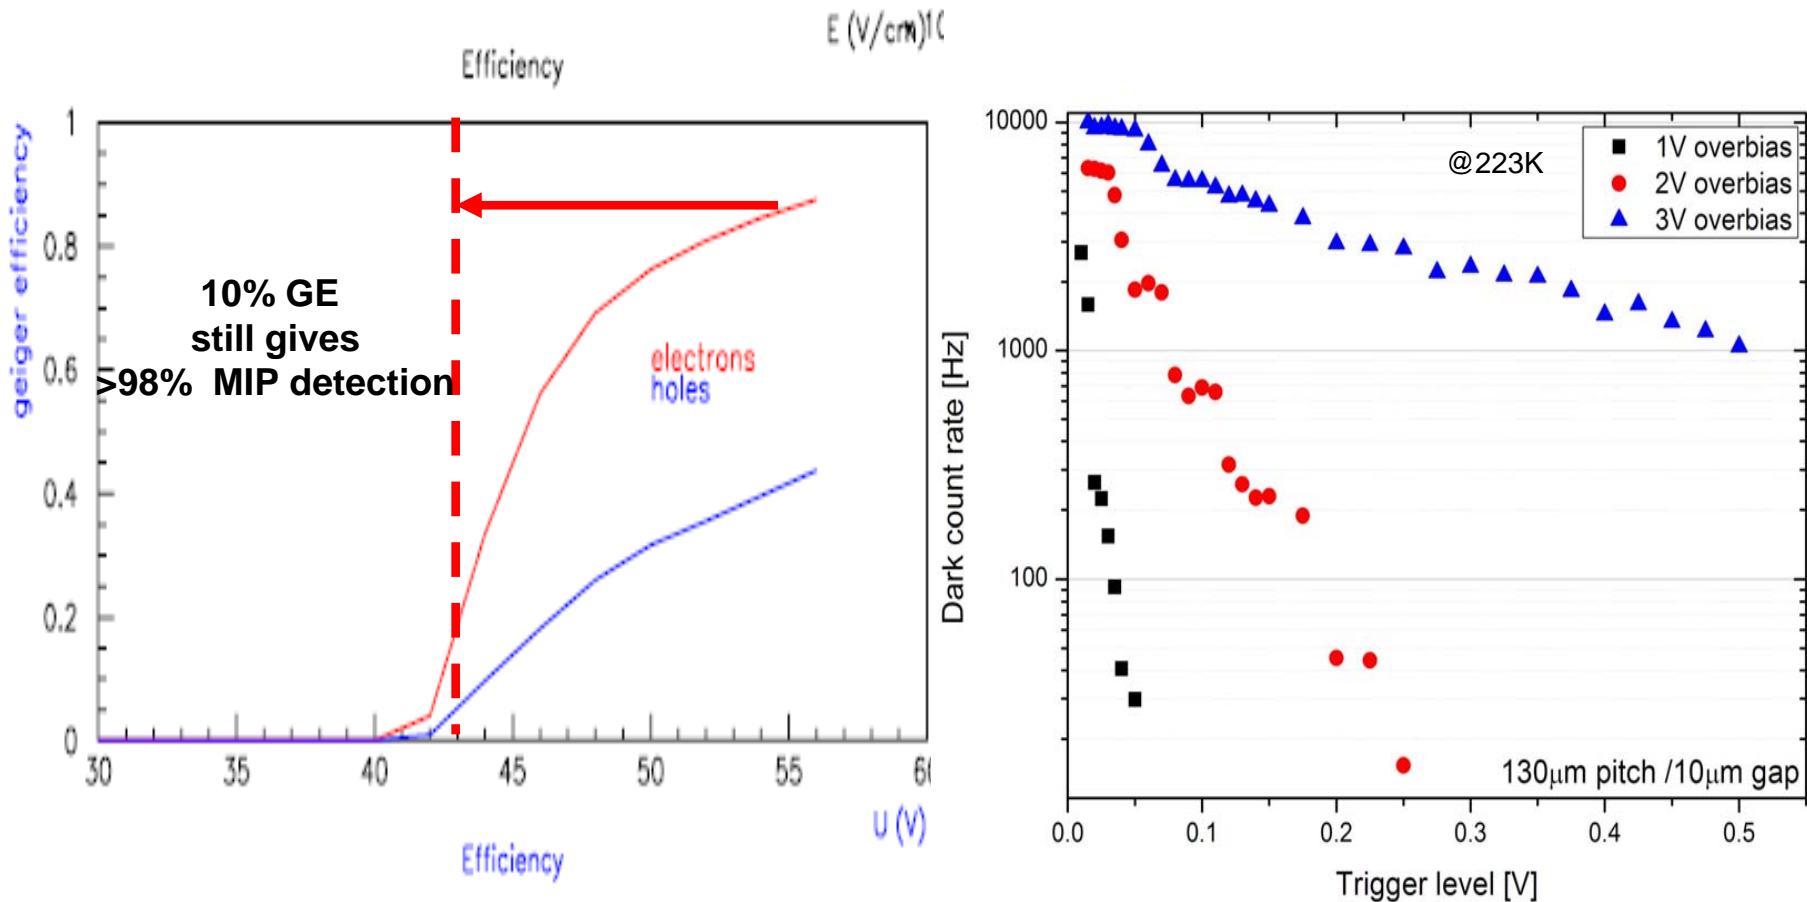 E (V/cm)10
Efficiency
geiger efficiency
1
0.8
0.6
0.4
0.2
0
10% GE
still gives
>98% MIP detection
electrons
holes
30 35 40 45 50 55 60
U (V)
Efficiency
Dark count rate [Hz]
10000
1000
100
@223K
1V overbias
2V overbias
3V overbias
130μm pitch /10μm gap
0.0 0.1 0.2 0.3 0.4 0.5
Trigger level [V]